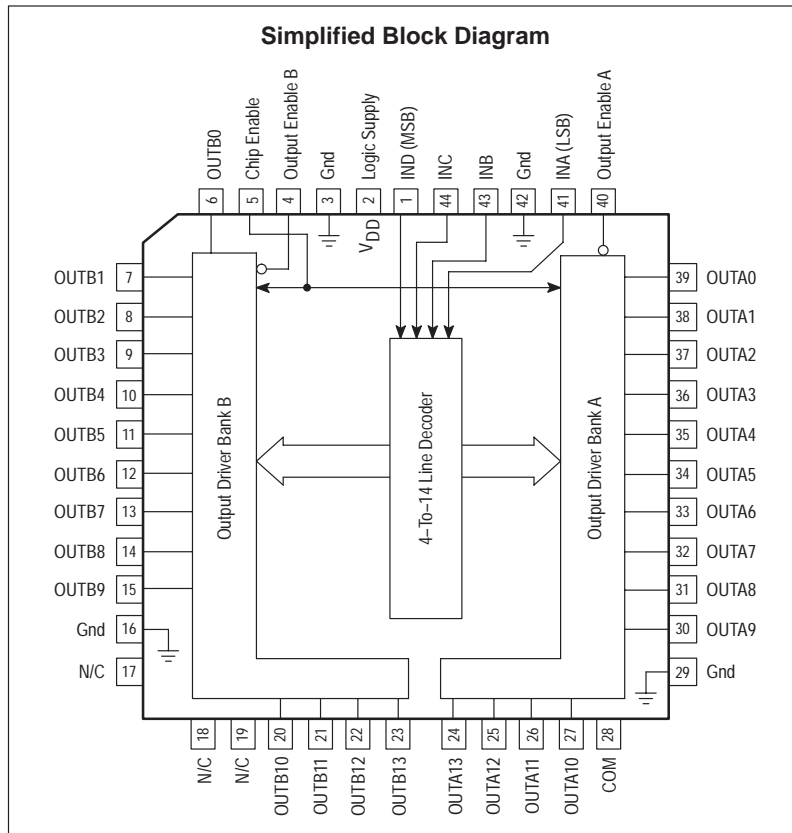 Simplified Block Diagram
OUTB0
Chip Enable
Output Enable B
Gnd
Logic Supply
IND (MSB)
INC
INB
Gnd
INA (LSB)
Output Enable A
6
5
4
3
2
1
44
43
42
41
40
VDD
OUTB1 7
OUTB2 8
OUTB3 9
OUTB4 10
OUTB5 11
OUTB6 12
OUTB7 13
OUTB8 14
OUTB9 15
Gnd 16
N/C 17
Output Driver Bank B
4–To–14 Line Decoder
Output Driver Bank A
39 OUTA0
38 OUTA1
37 OUTA2
36 OUTA3
35 OUTA4
34 OUTA5
33 OUTA6
32 OUTA7
31 OUTA8
30 OUTA9
29 Gnd
18
19
20
21
22
23
24
25
26
27
28
N/C
N/C
OUTB10
OUTB11
OUTB12
OUTB13
OUTA13
OUTA12
OUTA11
OUTA10
COM